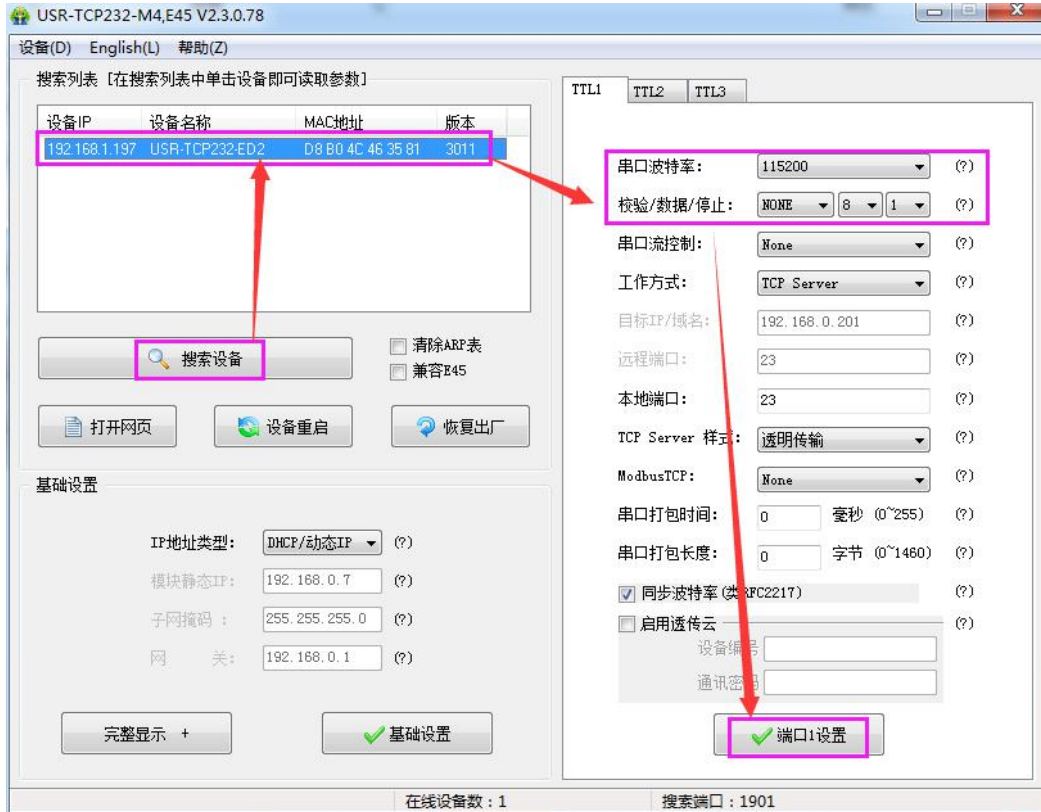 USR-TCP232-M4,E45 V2.3.0.78
设备(D) English(L) 帮助(Z)
搜索列表 [在搜索列表中单击设备即可读取参数]
设备IP 设备名称 MAC地址 版本
192.168.1.197 USR-TCP232-ED2 D8 B0 4C 46 35 81 3011
搜索设备
清除ARP表
兼容E45
打开网页 设备重启 恢复出厂
基础设置
IP地址类型: DHCP/动态IP (?)
模块静态IP: 192.168.0.7 (?)
子网掩码 : 255.255.255.0 (?)
网 关: 192.168.0.1 (?)
完整显示 + 基础设置
TTL1 TTL2 TTL3
串口波特率: 115200 (?)
校验/数据/停止: NONE 8 1 (?)
串口流控制: None (?)
工作方式: TCP Server (?)
目标IP/域名: 192.168.0.201 (?)
远程端口: 23 (?)
本地端口: 23 (?)
TCP Server 样式: 透明传输 (?)
ModbusTCP: None (?)
串口打包时间: 0 毫秒 (0~255) (?)
串口打包长度: 0 字节 (0~1460) (?)
同步波特率(类RFC2217) (?)
启用透传云 (?)
设备编号
通讯密码
端口1设置
在线设备数:1 搜索端口:1901